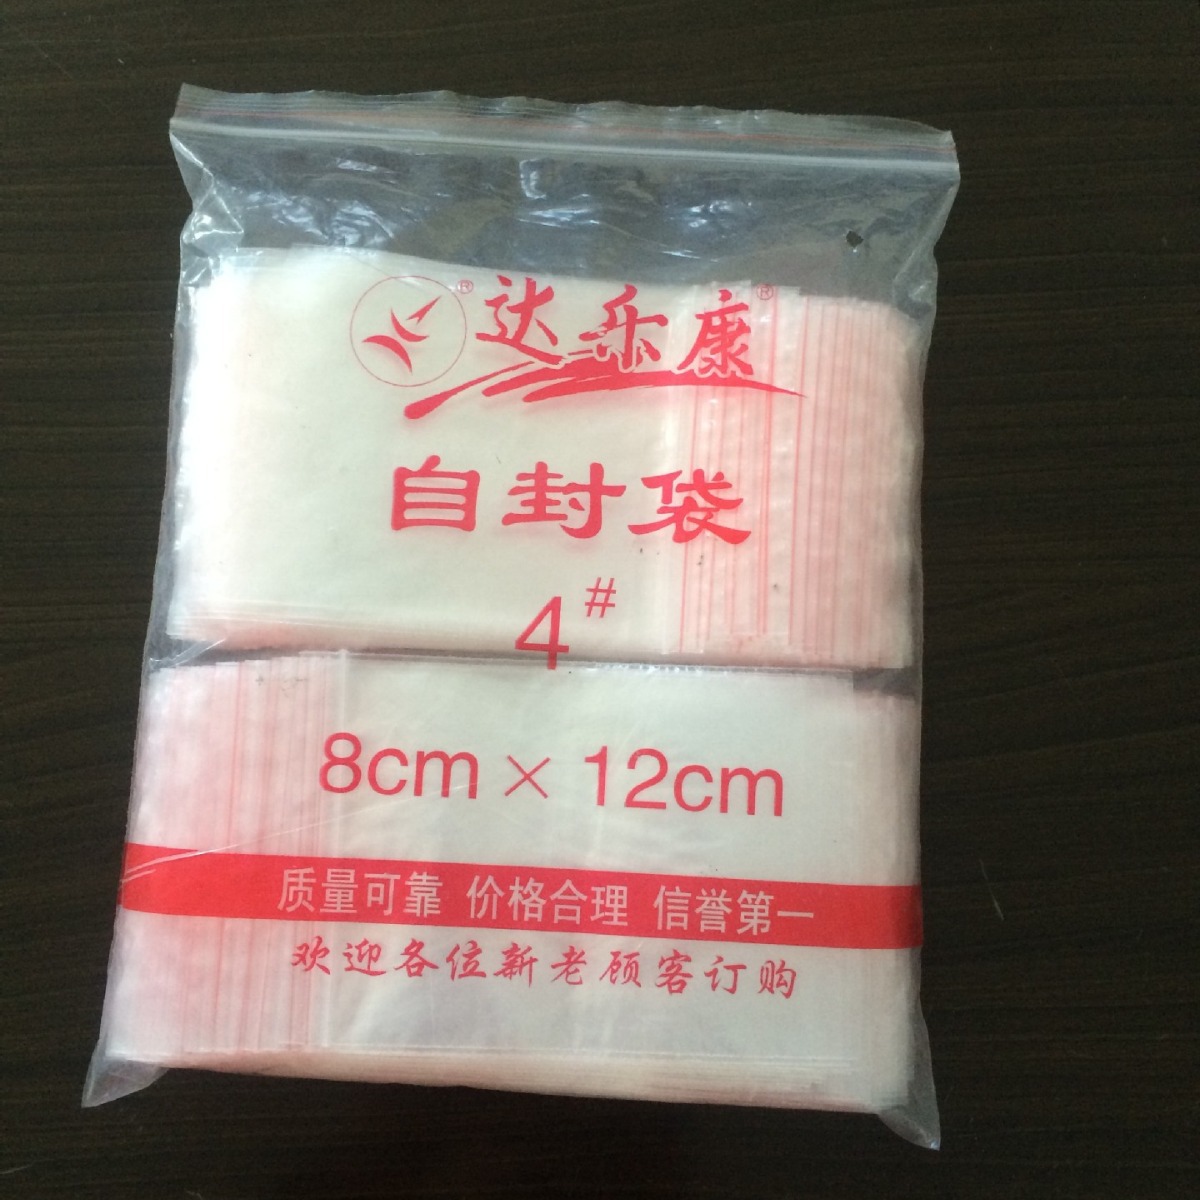 ®达乐康®
自封袋
4#
8cm×12cm
质量可靠 价格合理 信誉第一
欢迎各位新老顾客订购